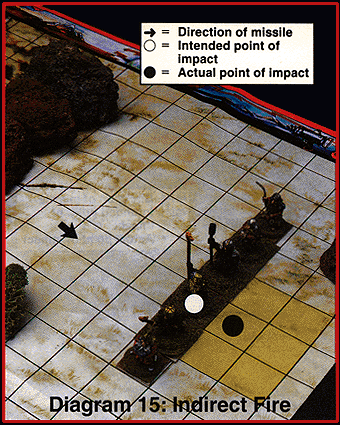 → = Direction of missile
○ = Intended point of
impact
● = Actual point of impact
Diagram 15: Indirect Fire